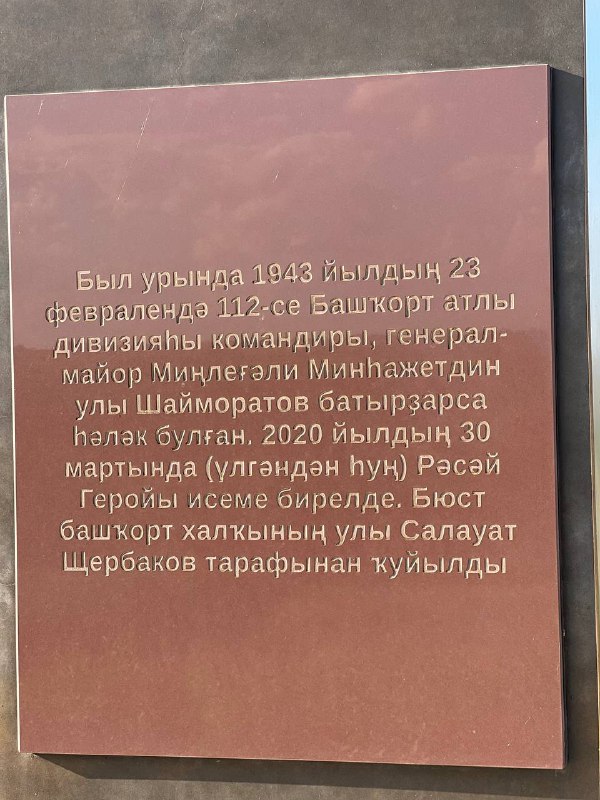 Был урында 1943 йылдың 23
февралендә 112-се Башҡорт атлы
дивизияһы командиры, генерал-
майор Миңлеғәли Минһажетдин
улы Шайморатов батырҙарса
һәләк булған. 2020 йылдың 30
мартында (үлгәндән һуң) Рәсәй
Геройы исеме бирелде. Бюст
башҡорт халҡының улы Салауат
Щербаков тарафынан ҡуйылды